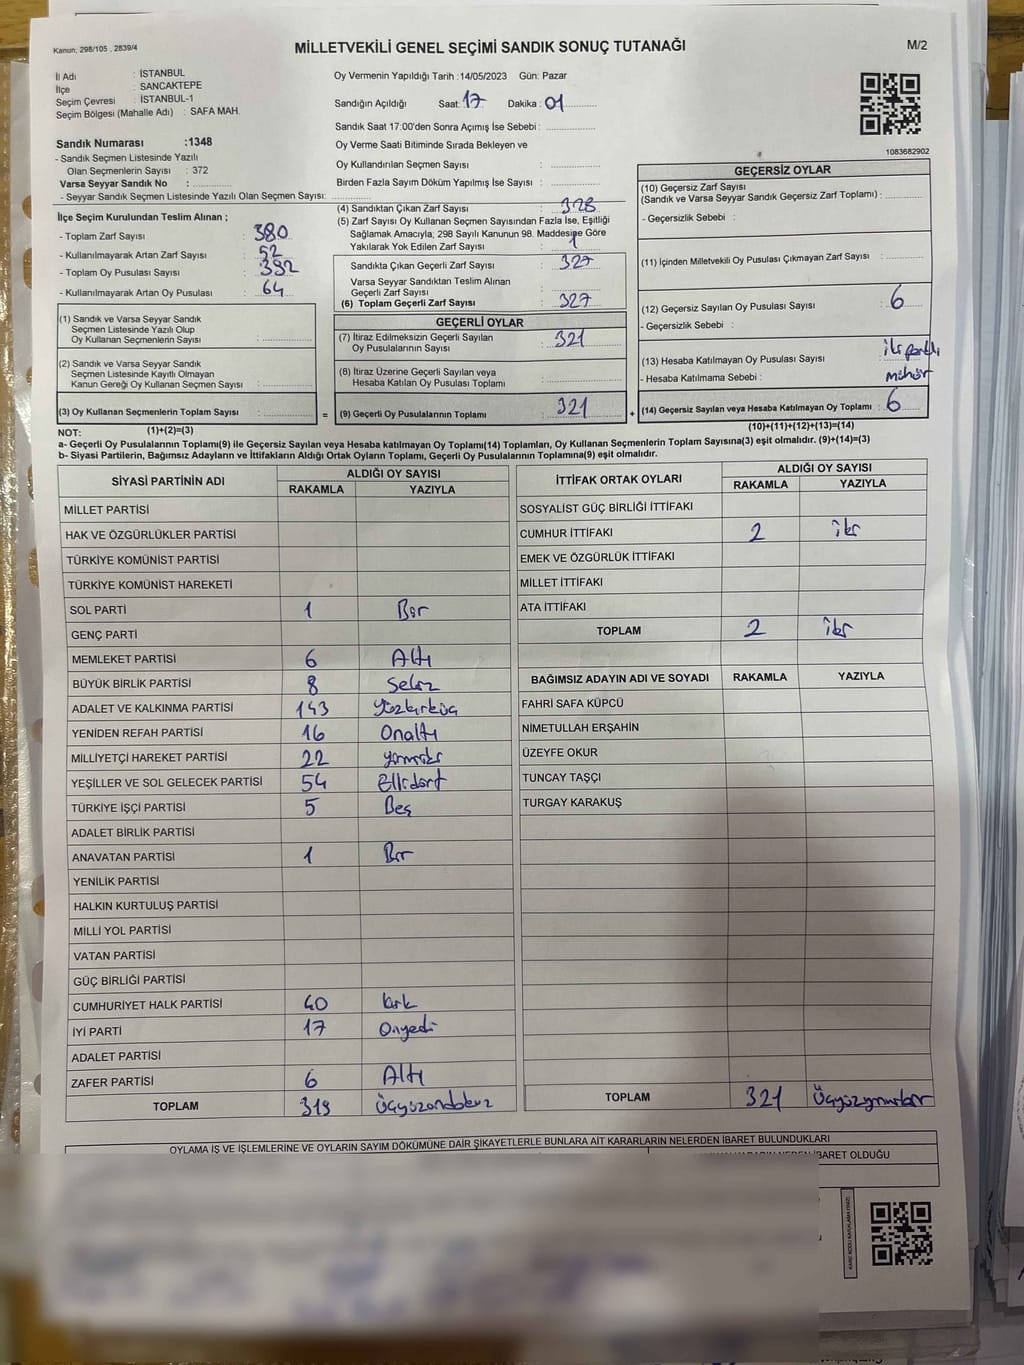 Kanun: 298/105 , 2839/4
MİLLETVEKİLİ GENEL SEÇİMİ SANDIK SONUÇ TUTANAĞI
M/2
İl Adı : İSTANBUL
İlçe : SANCAKTEPE
Seçim Çevresi : İSTANBUL-1
Seçim Bölgesi (Mahalle Adı) : SAFA MAH.
Oy Vermenin Yapıldığı Tarih :14/05/2023 Gün: Pazar
Sandığın Açıldığı Saat: 17 Dakika : 01
Sandık Saat 17:00'den Sonra Açımış İse Sebebi :
Oy Verme Saati Bitiminde Sırada Bekleyen ve
Oy Kullandırılan Seçmen Sayısı :
Birden Fazla Sayım Döküm Yapılmış İse Sayısı :
1083682902
Sandık Numarası :1348
- Sandık Seçmen Listesinde Yazılı
Olan Seçmenlerin Sayısı : 372
Varsa Seyyar Sandık No :
- Seyyar Sandık Seçmen Listesinde Yazılı Olan Seçmen Sayısı:
İlçe Seçim Kurulundan Teslim Alınan ;
- Toplam Zarf Sayısı : 380
- Kullanılmayarak Artan Zarf Sayısı : 52
- Toplam Oy Pusulası Sayısı : 392
- Kullanılmayarak Artan Oy Pusulası : 64
(1) Sandık ve Varsa Seyyar Sandık
Seçmen Listesinde Yazılı Olup
Oy Kullanan Seçmenlerin Sayısı :
(2) Sandık ve Varsa Seyyar Sandık
Seçmen Listesinde Kayıtlı Olmayan
Kanun Gereği Oy Kullanan Seçmen Sayısı :
(3) Oy Kullanan Seçmenlerin Toplam Sayısı :
(1)+(2)=(3)
(4) Sandıktan Çıkan Zarf Sayısı : 328
(5) Zarf Sayısı Oy Kullanan Seçmen Sayısından Fazla İse, Eşitliği
Sağlamak Amacıyla, 298 Sayılı Kanunun 98. Maddesine Göre
Yakılarak Yok Edilen Zarf Sayısı : 1
Sandıkta Çıkan Geçerli Zarf Sayısı : 327
Varsa Seyyar Sandıktan Teslim Alınan
Geçerli Zarf Sayısı :
(6) Toplam Geçerli Zarf Sayısı : 327
GEÇERLİ OYLAR
(7) İtiraz Edilmeksizin Geçerli Sayılan
Oy Pusulalarının Sayısı : 321
(8) İtiraz Üzerine Geçerli Sayılan veya
Hesaba Katılan Oy Pusulası Toplamı :
= (9) Geçerli Oy Pusulalarının Toplamı : 321
GEÇERSİZ OYLAR
(10) Geçersiz Zarf Sayısı
(Sandık ve Varsa Seyyar Sandık Geçersiz Zarf Toplamı) :
- Geçersizlik Sebebi :
(11) İçinden Milletvekili Oy Pusulası Çıkmayan Zarf Sayısı :
(12) Geçersiz Sayılan Oy Pusulası Sayısı : 6
- Geçersizlik Sebebi :
(13) Hesaba Katılmayan Oy Pusulası Sayısı : iki partili
- Hesaba Katılmama Sebebi : mühür
+ (14) Geçersiz Sayılan veya Hesaba Katılmayan Oy Toplamı : 6
(10)+(11)+(12)+(13)=(14)
NOT:
a- Geçerli Oy Pusulalarının Toplamı(9) ile Geçersiz Sayılan veya Hesaba katılmayan Oy Toplamı(14) Toplamları, Oy Kullanan Seçmenlerin Toplam Sayısına(3) eşit olmalıdır. (9)+(14)=(3)
b- Siyasi Partilerin, Bağımsız Adayların ve İttifakların Aldığı Ortak Oyların Toplamı, Geçerli Oy Pusulalarının Toplamına(9) eşit olmalıdır.
SİYASİ PARTİNİN ADI ALDIĞI OY SAYISI
RAKAMLA YAZIYLA
MİLLET PARTİSİ
HAK VE ÖZGÜRLÜKLER PARTİSİ
TÜRKİYE KOMÜNİST PARTİSİ
TÜRKİYE KOMÜNİST HAREKETİ
SOL PARTİ 1 Bir
GENÇ PARTİ
MEMLEKET PARTİSİ 6 Altı
BÜYÜK BİRLİK PARTİSİ 8 Sekiz
ADALET VE KALKINMA PARTİSİ 143 Yüzkırküç
YENİDEN REFAH PARTİSİ 16 Onaltı
MİLLİYETÇİ HAREKET PARTİSİ 22 yirmiiki
YEŞİLLER VE SOL GELECEK PARTİSİ 54 Ellidört
TÜRKİYE İŞÇİ PARTİSİ 5 Beş
ADALET BİRLİK PARTİSİ
ANAVATAN PARTİSİ 1 Bir
YENİLİK PARTİSİ
HALKIN KURTULUŞ PARTİSİ
MİLLİ YOL PARTİSİ
VATAN PARTİSİ
GÜÇ BİRLİĞİ PARTİSİ
CUMHURİYET HALK PARTİSİ 40 kırk
İYİ PARTİ 17 Onyedi
ADALET PARTİSİ
ZAFER PARTİSİ 6 Altı
TOPLAM 319 Üçyüzondokuz
İTTİFAK ORTAK OYLARI ALDIĞI OY SAYISI
RAKAMLA YAZIYLA
SOSYALİST GÜÇ BİRLİĞİ İTTİFAKI
CUMHUR İTTİFAKI 2 iki
EMEK VE ÖZGÜRLÜK İTTİFAKI
MİLLET İTTİFAKI
ATA İTTİFAKI
TOPLAM 2 iki
BAĞIMSIZ ADAYIN ADI VE SOYADI RAKAMLA YAZIYLA
FAHRİ SAFA KÜPCÜ
NİMETULLAH ERŞAHİN
ÜZEYFE OKUR
TUNCAY TAŞÇI
TURGAY KARAKUŞ
TOPLAM 321 Üçyüzyirmibir
OYLAMA İŞ VE İŞLEMLERİNE VE OYLARIN SAYIM DÖKÜMÜNE DAİR ŞİKAYETLERLE BUNLARA AİT KARARLARIN NELERDEN İBARET BULUNDUKLARI
İBARET OLDUĞU